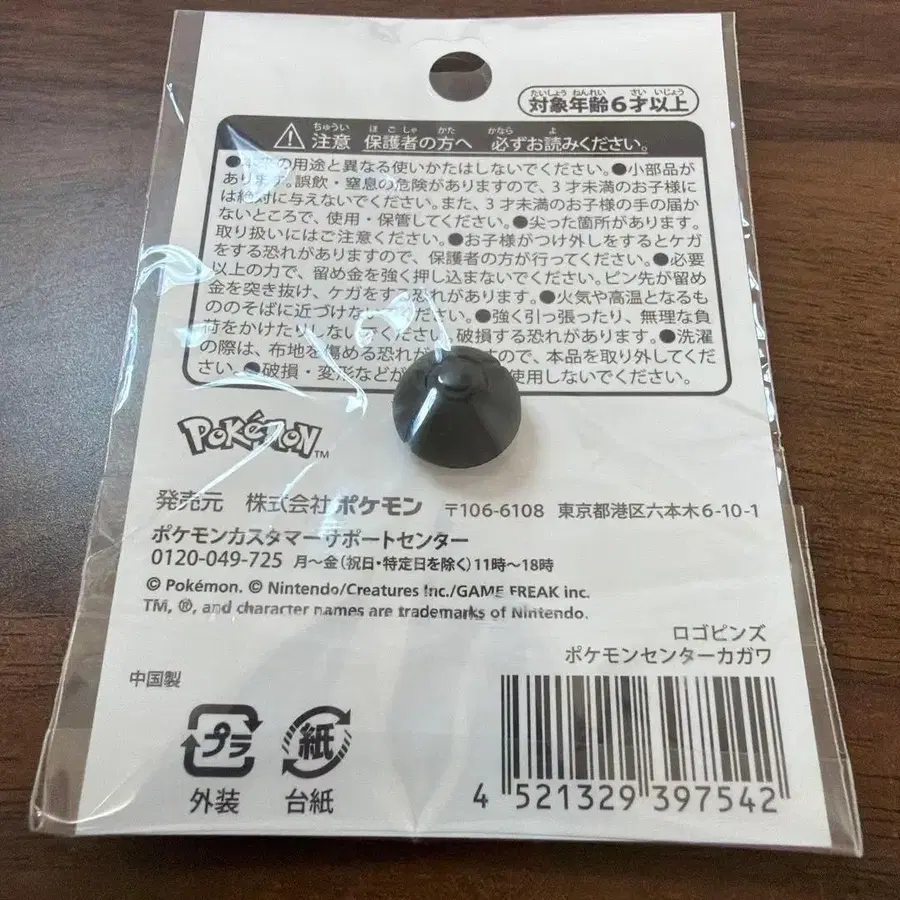 たいしょう ねんれい さい いじょう
対象年齢6才以上
ちゅうい ほごしゃ かた かなら よ
注意 保護者の方へ 必ずお読みください。
の用途と異なる使いかたはしないでください。●小部品が
あります。誤飲・窒息の危険がありますので、3才未満のお子様に
は絶対に与えないでください。また、3才未満のお子様の手の届か
ないところで、使用・保管してください。●尖った箇所があります。
取り扱いにはご注意ください。●お子様がつけ外しをするとケガ
をする恐れがありますので、保護者の方が行ってください。●必要
以上の力で、留め金を強く押し込まないでください。ピン先が留め
金を突き抜け、ケガをする恐れがあります。●火気や高温となるも
ののそばに近づけないでください。●強く引っ張ったり、無理な負
荷をかけたりしないでください。破損する恐れがあります。●洗濯
の際は、布地を傷める恐れがすので、本品を取り外してくだ
さい。●破損・変形などが使用しないでください。
POKéMON™
発売元 株式会社ポケモン 〒106-6108 東京都港区六本木6-10-1
ポケモンカスタマーサポートセンター
0120-049-725 月〜金(祝日・特定日を除く)11時〜18時
© Pokémon. © Nintendo/Creatures Inc./GAME FREAK inc.
TM, ®, and character names are trademarks of Nintendo.
ロゴピンズ
ポケモンセンターカガワ
中国製
プラ 紙
外装 台紙
4 521329 397542